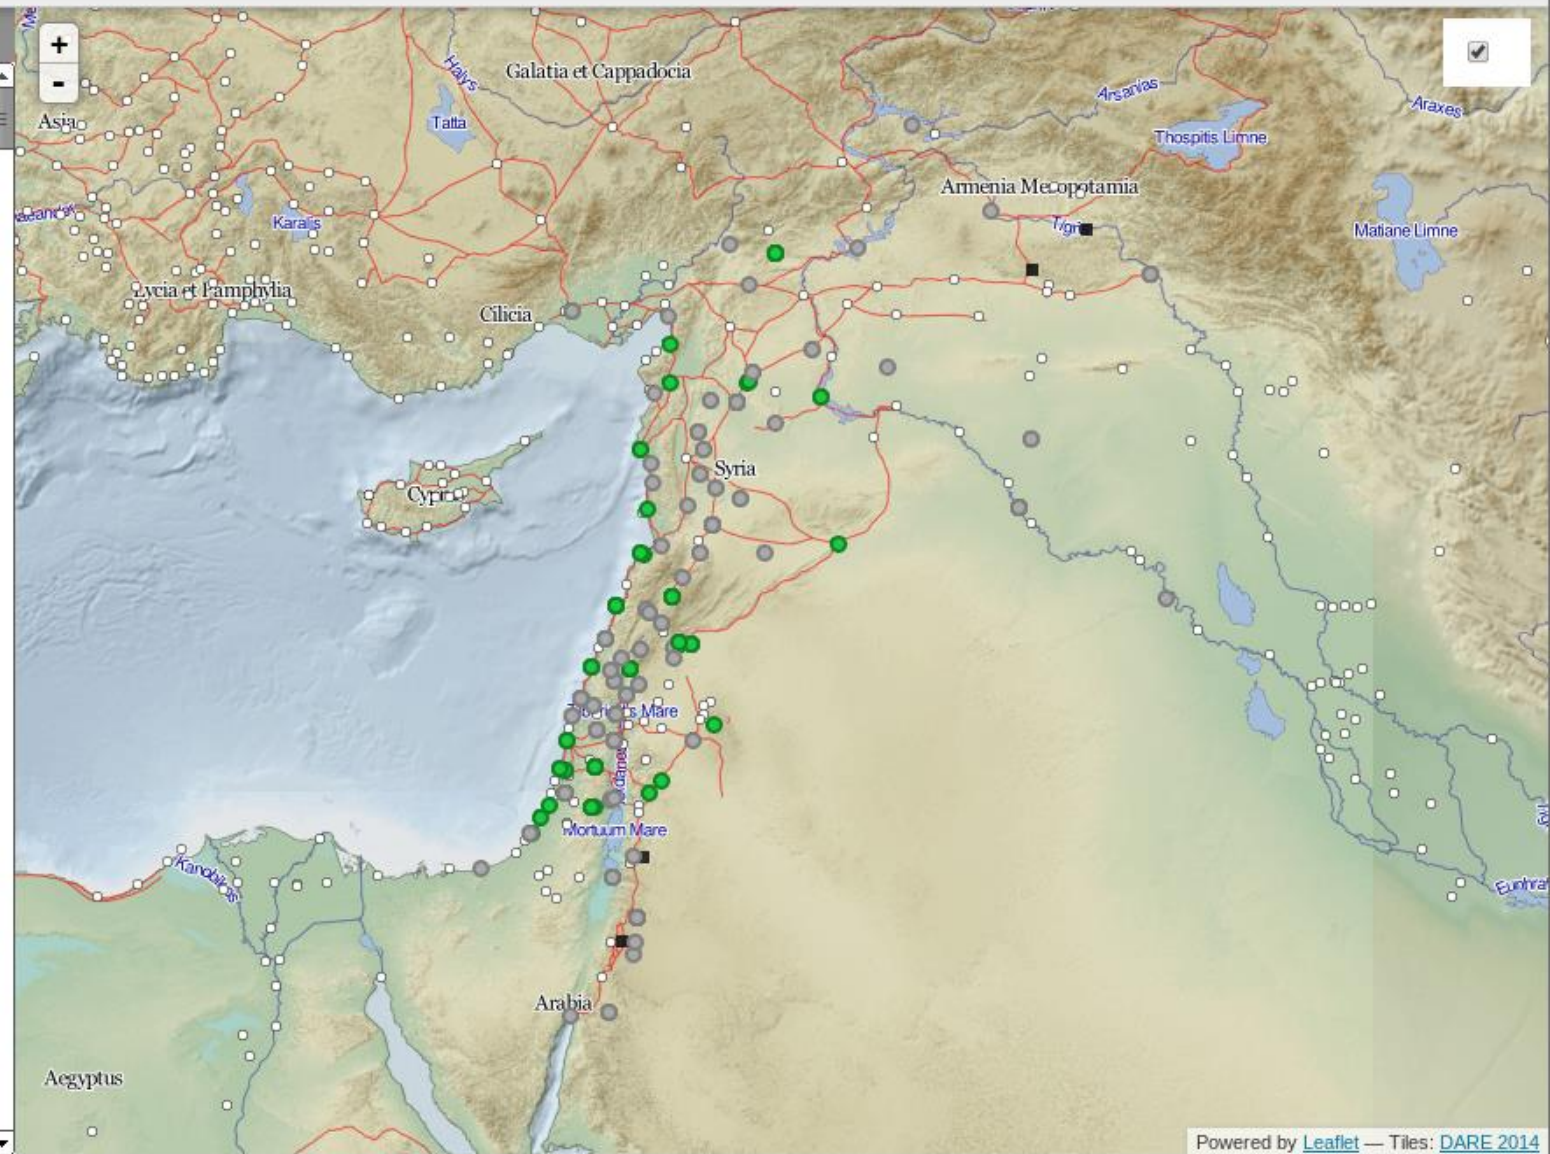 +
-
Galatia et Cappadocia
Halys
Arsanias
Araxes
Asia
Tatta
Thospitis Limne
Armenia Mesopotamia
Karalis
Matiane Limne
Lycia et Pamphylia
Cilicia
Syria
Mare
Mortuum Mare
Kanobikos
Arabia
Aegyptus
Powered by Leaflet — Tiles: DARE 2014